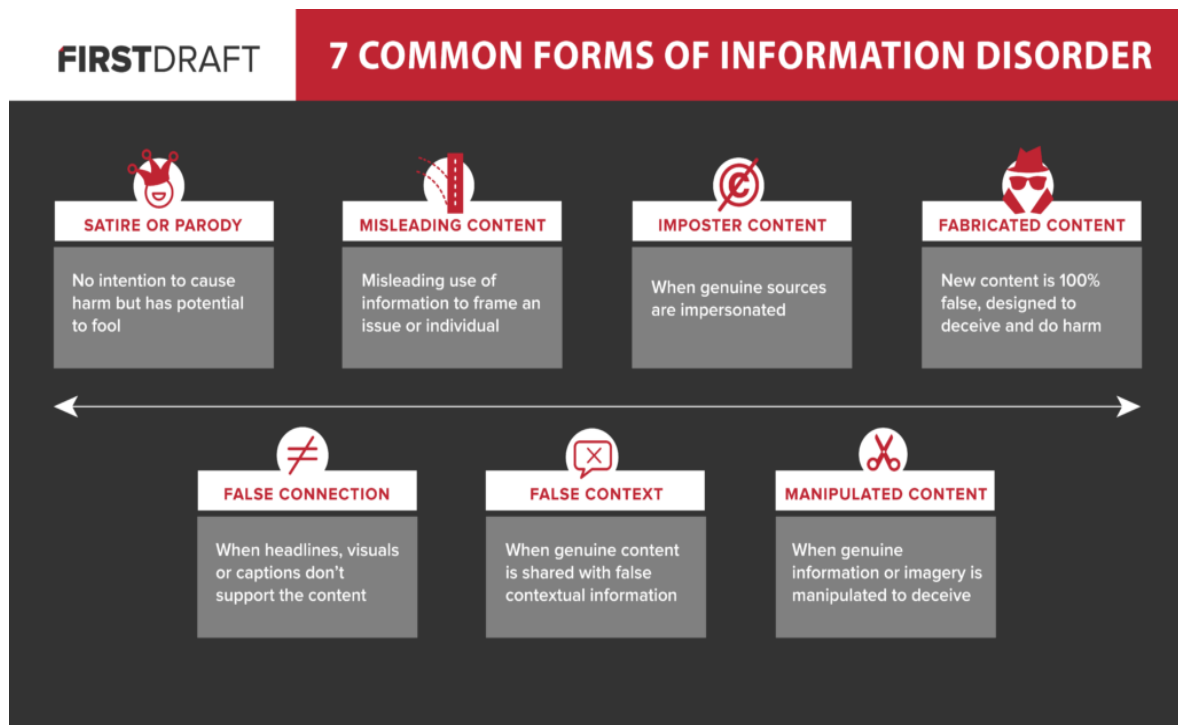 FIRSTDRAFT
7 COMMON FORMS OF INFORMATION DISORDER
SATIRE OR PARODY
No intention to cause
harm but has potential
to fool
MISLEADING CONTENT
Misleading use of
information to frame an
issue or individual
IMPOSTER CONTENT
When genuine sources
are impersonated
FABRICATED CONTENT
New content is 100%
false, designed to
deceive and do harm
FALSE CONNECTION
When headlines, visuals
or captions don't
support the content
FALSE CONTEXT
When genuine content
is shared with false
contextual information
MANIPULATED CONTENT
When genuine
information or imagery is
manipulated to deceive